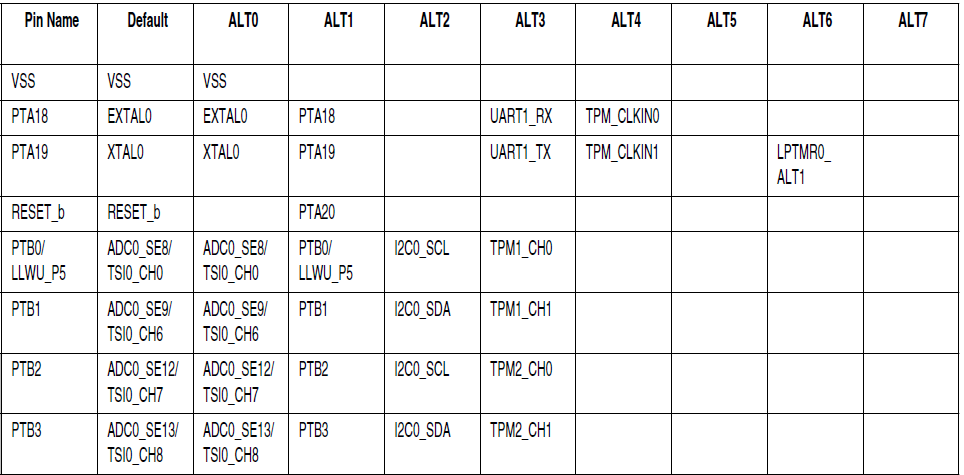 Pin Name Default ALT0 ALT1 ALT2 ALT3 ALT4 ALT5 ALT6 ALT7
VSS VSS VSS
PTA18 EXTAL0 EXTAL0 PTA18 UART1_RX TPM_CLKIN0
PTA19 XTAL0 XTAL0 PTA19 UART1_TX TPM_CLKIN1 LPTMR0_
ALT1
RESET_b RESET_b PTA20
PTB0/ ADC0_SE8/ ADC0_SE8/ PTB0/ I2C0_SCL TPM1_CH0
LLWU_P5 TSI0_CH0 TSI0_CH0 LLWU_P5
PTB1 ADC0_SE9/ ADC0_SE9/ PTB1 I2C0_SDA TPM1_CH1
TSI0_CH6 TSI0_CH6
PTB2 ADC0_SE12/ ADC0_SE12/ PTB2 I2C0_SCL TPM2_CH0
TSI0_CH7 TSI0_CH7
PTB3 ADC0_SE13/ ADC0_SE13/ PTB3 I2C0_SDA TPM2_CH1
TSI0_CH8 TSI0_CH8